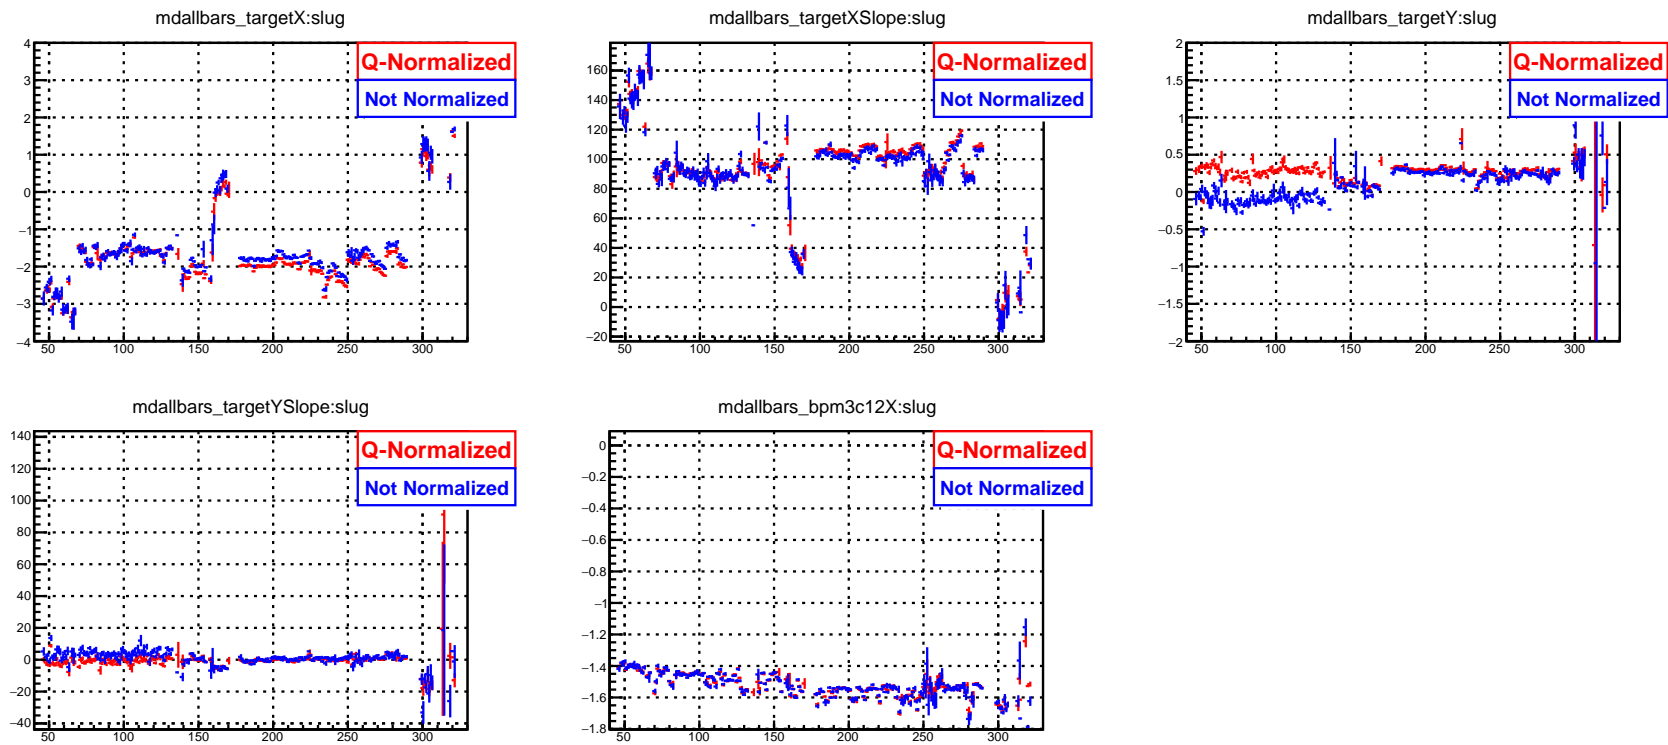 mdallbars_targetX:slug
Q-Normalized
Not Normalized
4
3
2
1
0
−1
−2
−3
−4
50 100 150 200 250 300
mdallbars_targetXSlope:slug
Q-Normalized
Not Normalized
160
140
120
100
80
60
40
20
0
−20
50 100 150 200 250 300
mdallbars_targetY:slug
Q-Normalized
Not Normalized
2
1.5
1
0.5
0
−0.5
−1
−1.5
−2
50 100 150 200 250 300
mdallbars_targetYSlope:slug
Q-Normalized
Not Normalized
140
120
100
80
60
40
20
0
−20
−40
50 100 150 200 250 300
mdallbars_bpm3c12X:slug
Q-Normalized
Not Normalized
0
−0.2
−0.4
−0.6
−0.8
−1
−1.2
−1.4
−1.6
−1.8
50 100 150 200 250 300